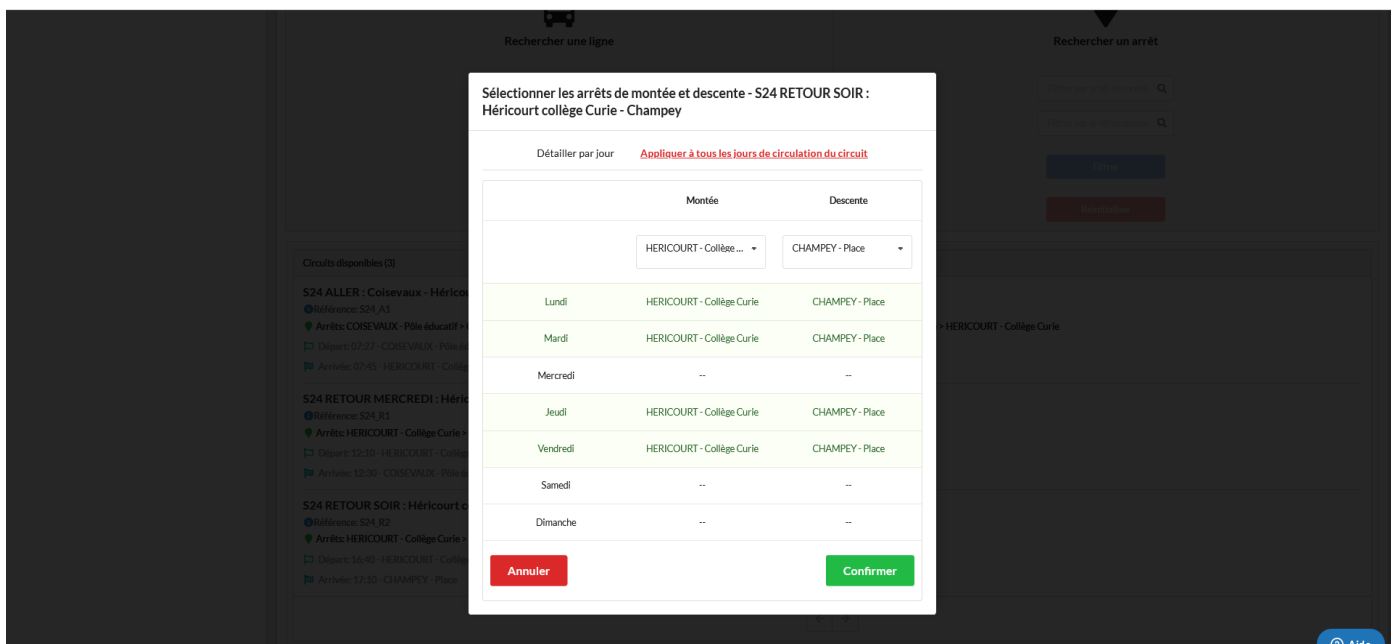 Rechercher une ligne
Rechercher un arrêt
Sélectionner les arrêts de montée et descente - S24 RETOUR SOIR :
Héricourt collège Curie - Champey
Détailler par jour
Appliquer à tous les jours de circulation du circuit
Filtrer
Réinitialiser
Montée
Descente
HERICOURT - Collège ...
CHAMPEY - Place
Circuits disponibles (3)
S24 ALLER : Coisevaux - Hérico
Référence: S24_A1
Arrêts: COISEVAUX - Pôle éducatif >
> HERICOURT - Collège Curie
Départ: 07:27 - COISEVAUX - Pôle
Arrivée: 07:45 - HERICOURT - Collèg
S24 RETOUR MERCREDI : Héric
Référence: S24_R1
Arrêts: HERICOURT - Collège Curie >
Départ: 12:10 - HERICOURT - Collèg
Arrivée: 12:30 - COISEVAUX - Pôle
S24 RETOUR SOIR : Héricourt c
Référence: S24_R2
Arrêts: HERICOURT - Collège Curie >
Départ: 16:40 - HERICOURT - Collèg
Arrivée: 17:10 - CHAMPEY - Place
Lundi HERICOURT - Collège Curie CHAMPEY - Place
Mardi HERICOURT - Collège Curie CHAMPEY - Place
Mercredi -- --
Jeudi HERICOURT - Collège Curie CHAMPEY - Place
Vendredi HERICOURT - Collège Curie CHAMPEY - Place
Samedi -- --
Dimanche -- --
Annuler
Confirmer
Aide